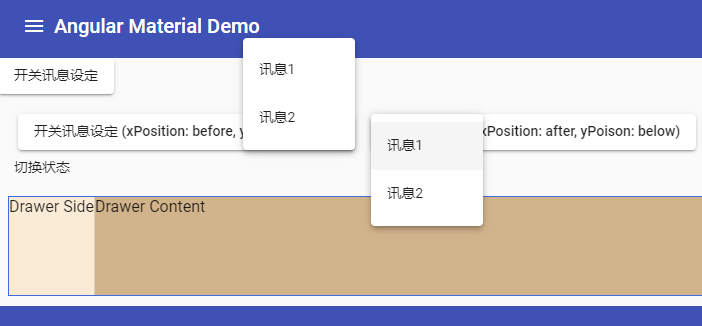 Angular Material Demo
开关讯息设定
讯息1
讯息2
开关讯息设定 (xPosition: before, y
xPosition: after, yPoison: below)
讯息1
切换状态
讯息2
Drawer Side
Drawer Content